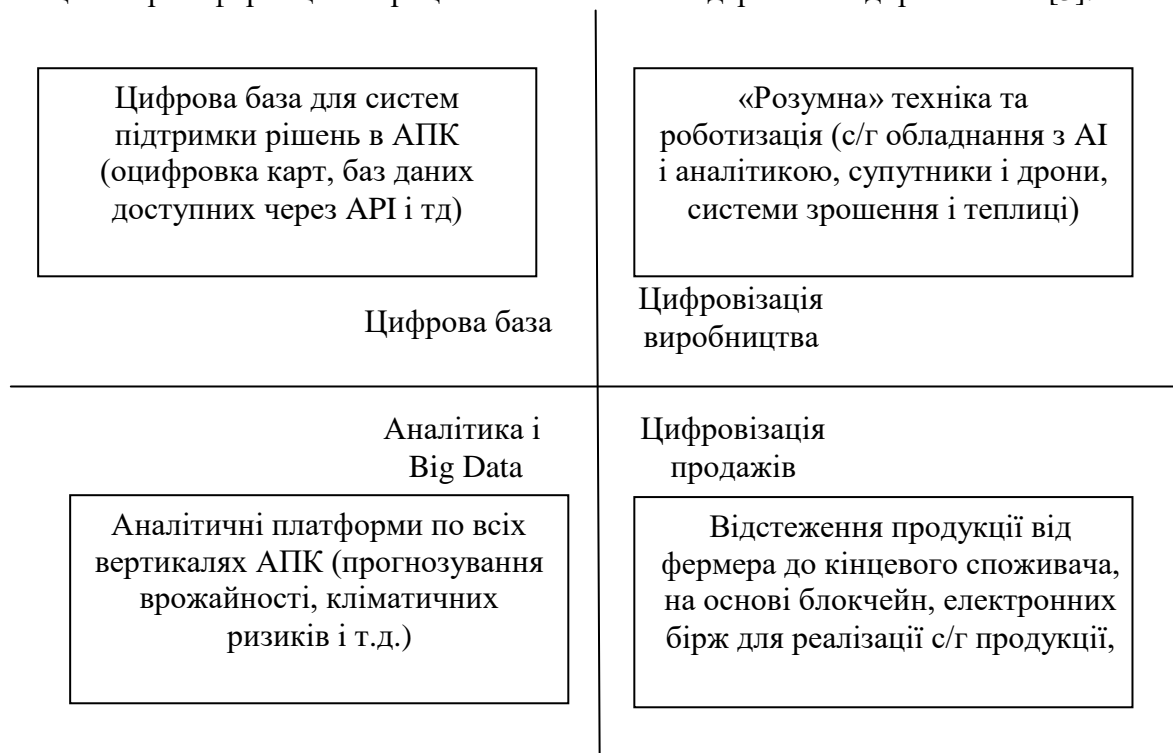 Цифрова база для систем
підтримки рішень в АПК
(оцифровка карт, баз даних
доступних через API і тд)
Цифрова база
«Розумна» техніка та
роботизація (с/г обладнання з AI
і аналітикою, супутники і дрони,
системи зрошення і теплиці)
Цифровізація
виробництва
Аналітика і
Big Data
Аналітичні платформи по всіх
вертикалях АПК (прогнозування
врожайності, кліматичних
ризиків і т.д.)
Цифровізація
продажів
Відстеження продукції від
фермера до кінцевого споживача,
на основі блокчейн, електронних
бірж для реалізації с/г продукції,